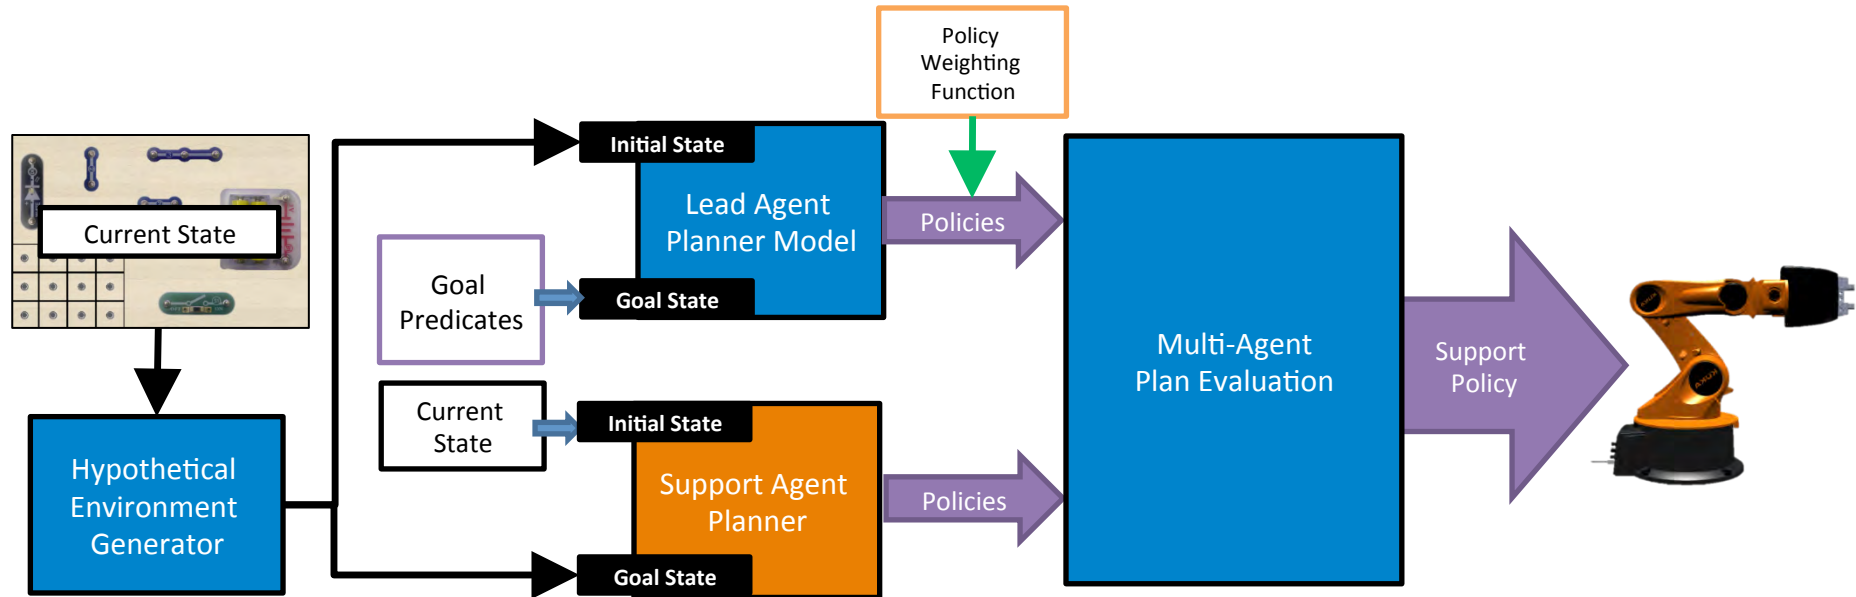 Policy
Weighting
Function
Current State
Initial State
Lead Agent
Planner Model
Goal State
Policies
Goal
Predicates
Current
State
Initial State
Support Agent
Planner
Goal State
Policies
Hypothetical
Environment
Generator
Multi-Agent
Plan Evaluation
Support
Policy
KUKA